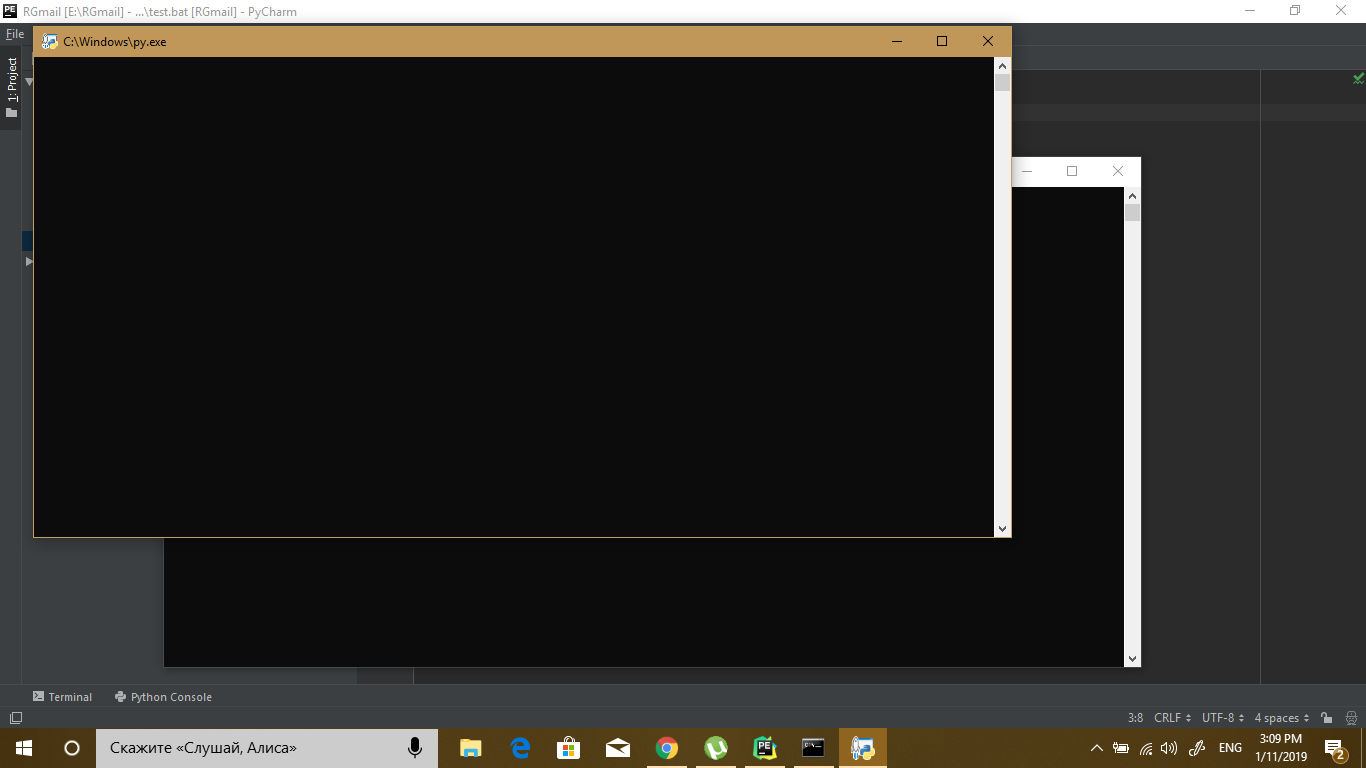 RGmail [E:\RGmail] - ...\test.bat [RGmail] - PyCharm
File
C:\Windows\py.exe
1: Project
Terminal
Python Console
3:8
CRLF
UTF-8
4 spaces
Скажите «Слушай, Алиса»
ENG
3:09 PM
1/11/2019
2